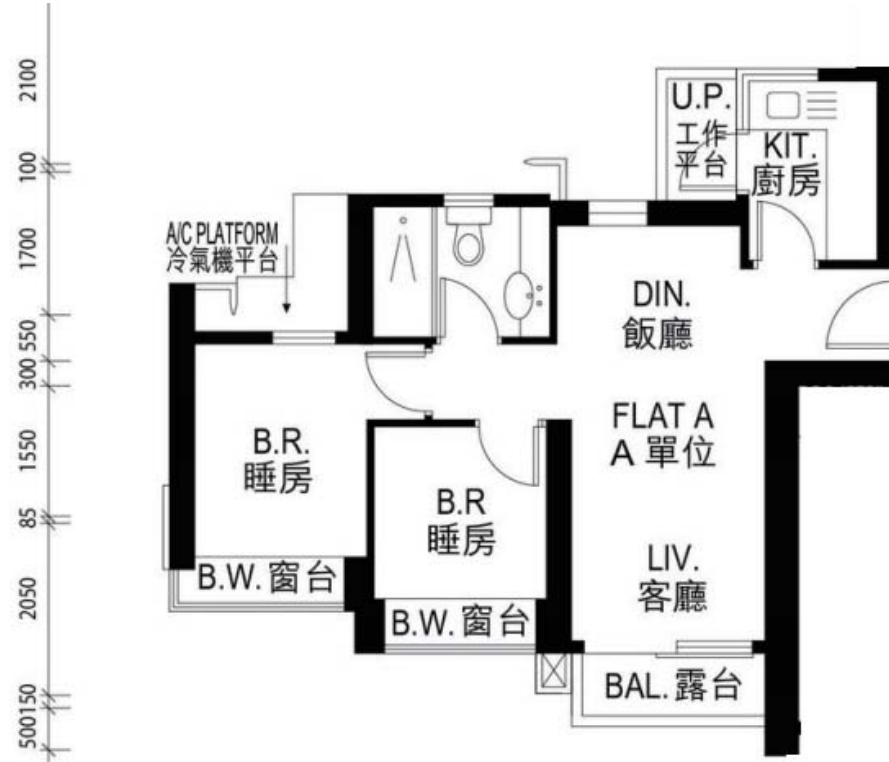 2100
100
1700
550
300
1550
85
2050
150
500
U.P.
工作
平台
KIT.
廚房
A/C PLATFORM
冷氣機平台
DIN.
飯廳
FLAT A
A 單位
B.R.
睡房
B.R
睡房
LIV.
客廳
B.W. 窗台
B.W. 窗台
BAL. 露台